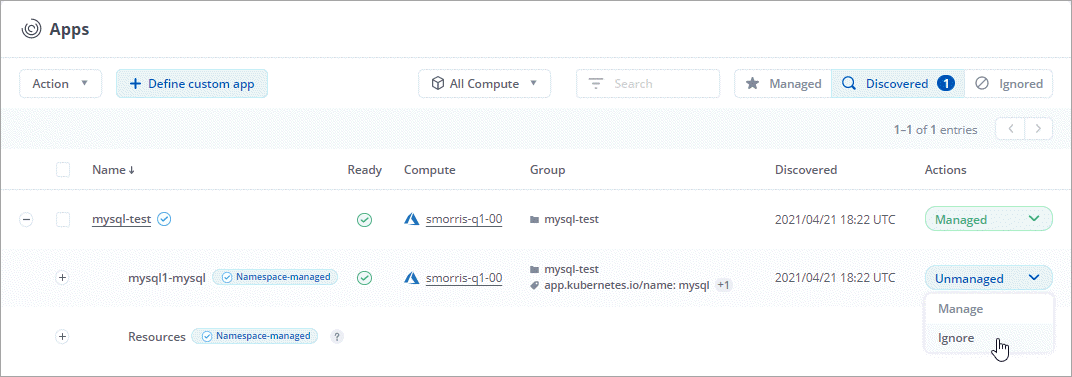 Apps
Action
+ Define custom app
All Compute
Search
Managed
Discovered 1
Ignored
1–1 of 1 entries
Name Ready Compute Group Discovered Actions
mysql-test smorris-q1-00 mysql-test 2021/04/21 18:22 UTC Managed
mysql1-mysql Namespace-managed smorris-q1-00 mysql-test 2021/04/21 18:22 UTC Unmanaged
app.kubernetes.io/name: mysql +1
Manage
Resources Namespace-managed ? Ignore